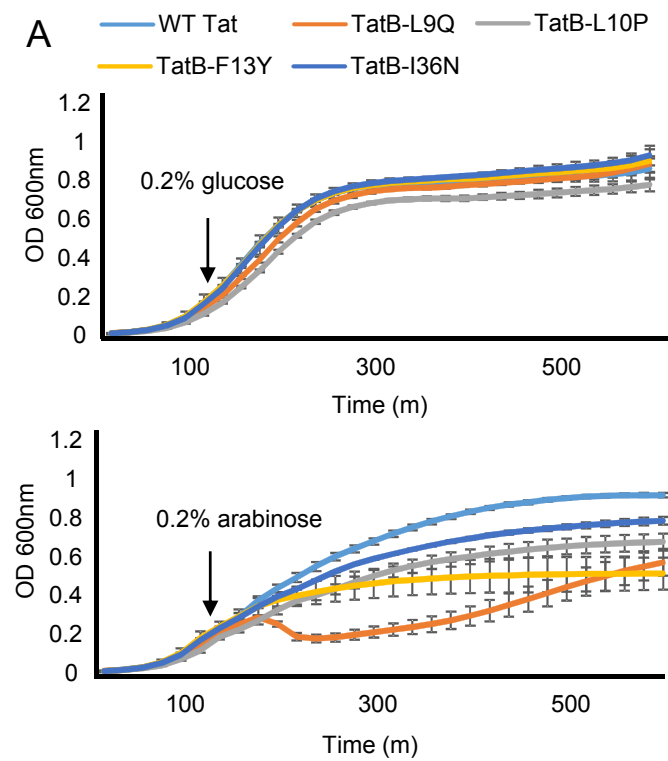 A
WT Tat TatB-L9Q TatB-L10P
TatB-F13Y TatB-I36N
1.2
1
0.8
0.6
0.4
0.2
0
OD 600nm
0.2% glucose
100 300 500
Time (m)
1.2
1
0.8
0.6
0.4
0.2
0
OD 600nm
0.2% arabinose
100 300 500
Time (m)